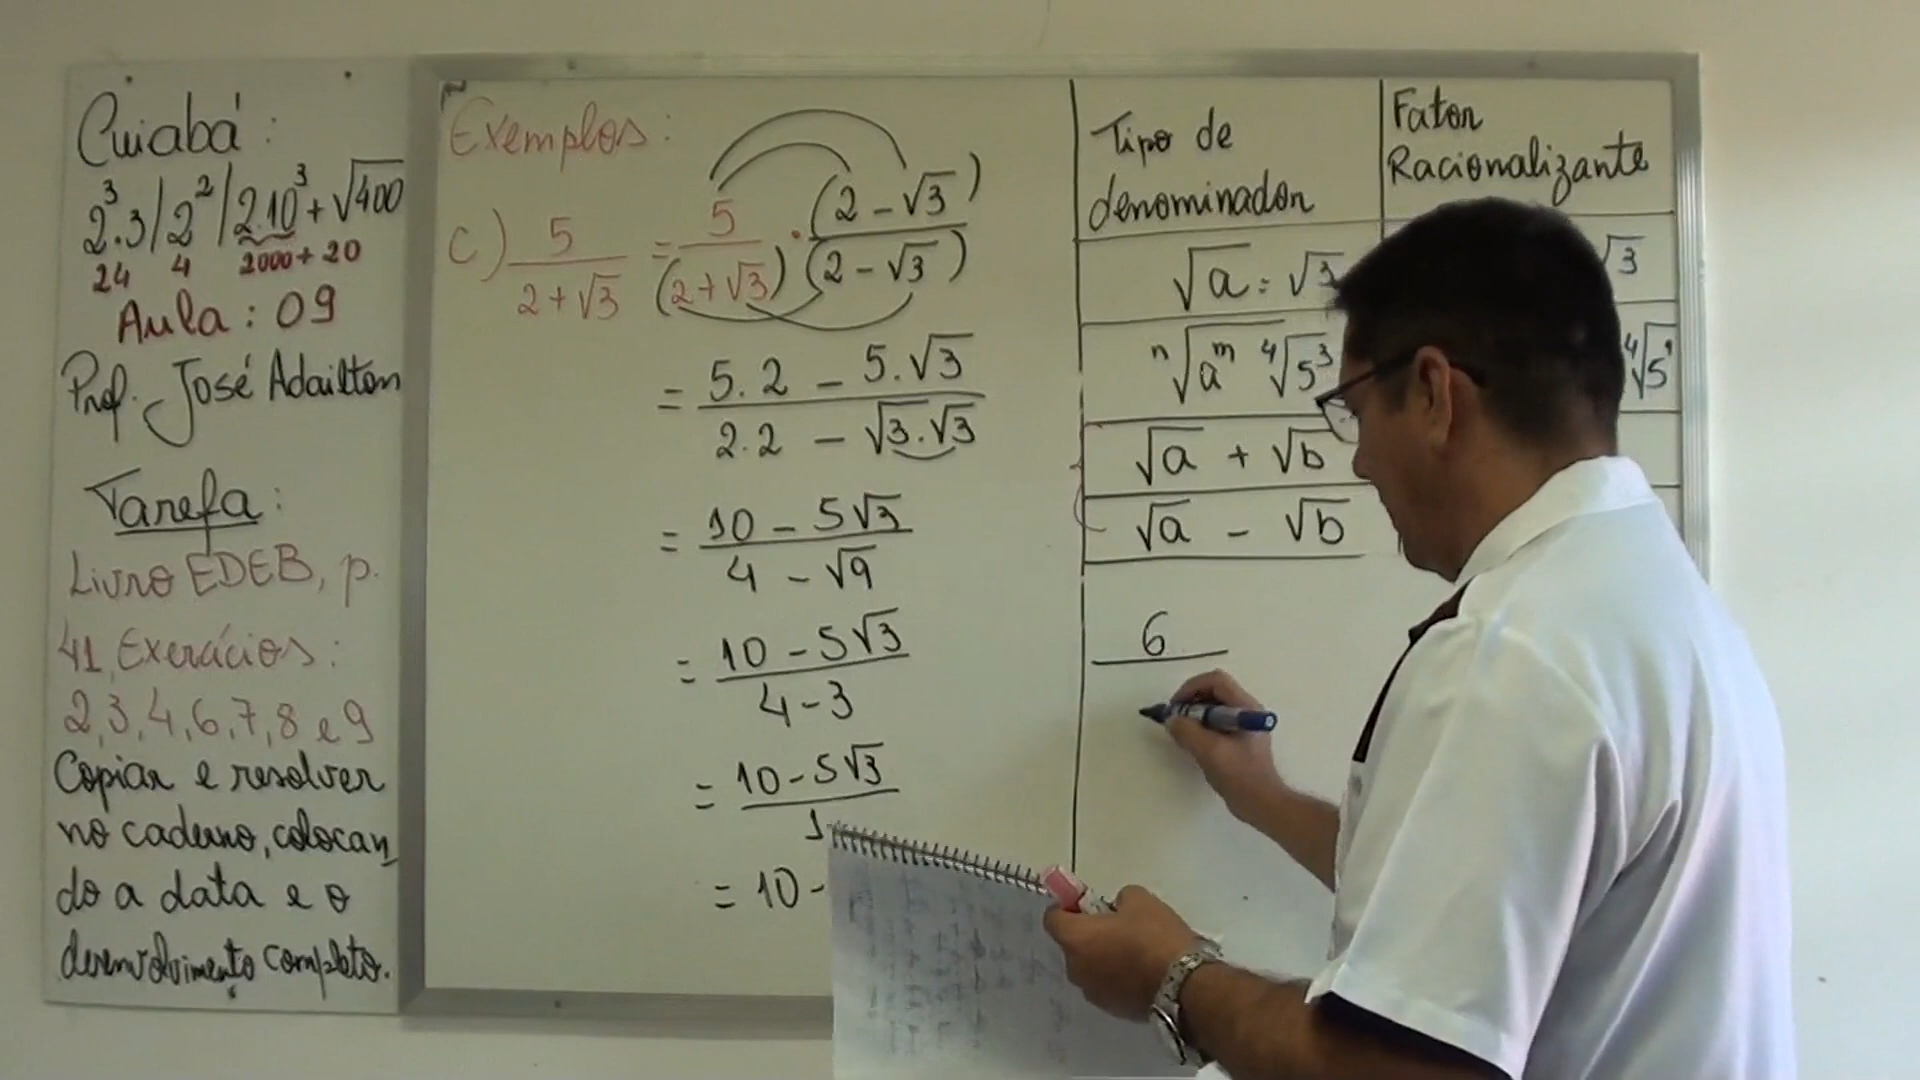 Cuiabá:
2³.3/2²/2.10³+√400
24 4 2000+20
Aula: 09
Prof. José Adailton
Tarefa:
Livro EDEB, p.
41, Exercícios:
2,3,4,6,7,8 e 9
Copiar e resolver
no caderno, colocan_
do a data e o
desenvolvimento completo.
Exemplos:
c) 5/(2+√3) = 5/(2+√3) · (2-√3)/(2-√3)
= (5.2 - 5.√3)/(2.2 - √3.√3)
= (10 - 5√3)/(4 - √9)
= (10 - 5√3)/(4-3)
= (10-5√3)/1
= 10 -
Tipo de
denominador
Fator
Racionalizante
√a = √3 √3
ⁿ√aᵐ ⁴√5³ ⁴√5¹
√a + √b
√a - √b
6